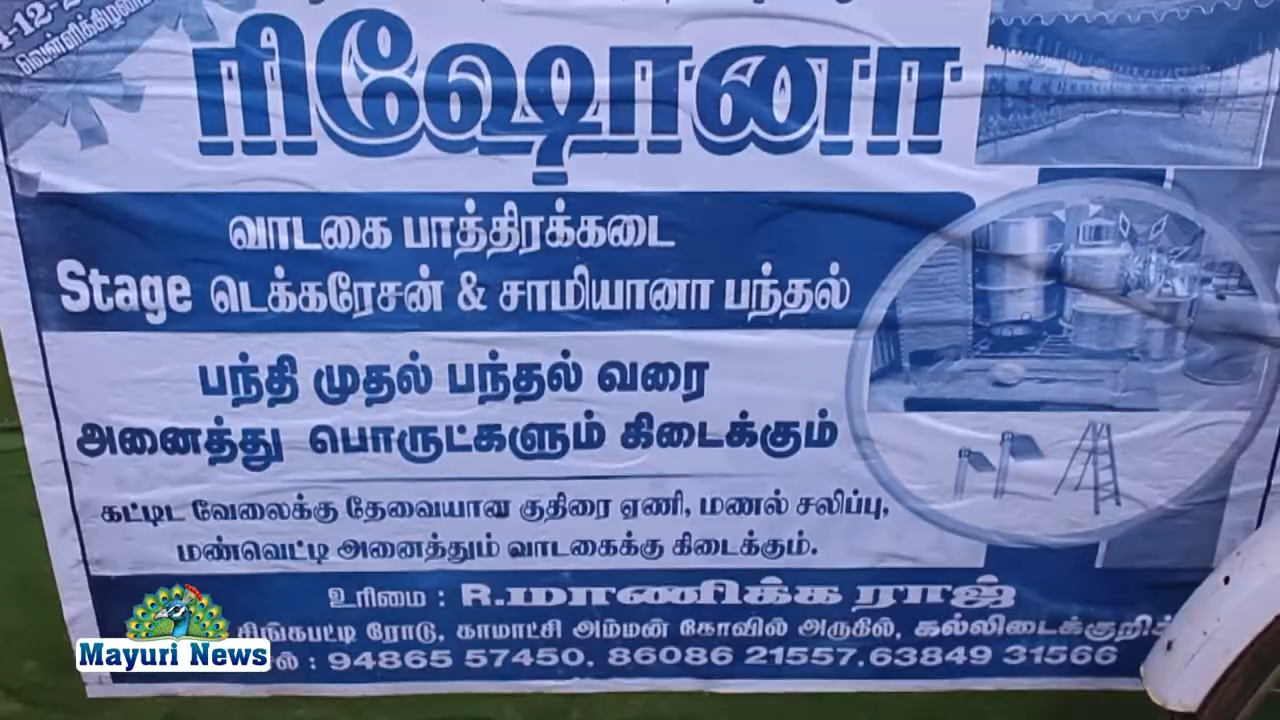 வெள்ளிக்கிழமை
ரிஷோனா
வாடகை பாத்திரக்கடை
Stage டெக்கரேசன் & சாமியானா பந்தல்
பந்தி முதல் பந்தல் வரை
அனைத்து பொருட்களும் கிடைக்கும்
கட்டிட வேலைக்கு தேவையான குதிரை ஏணி, மணல் சலிப்பு,
மண்வெட்டி அனைத்தும் வாடகைக்கு கிடைக்கும்.
உரிமை : R.மாணிக்க ராஜ்
சிங்கபட்டி ரோடு, காமாட்சி அம்மன் கோவில் அருகில்,
: 94865 57450. 86086 21557,63849 31566
Mayuri News